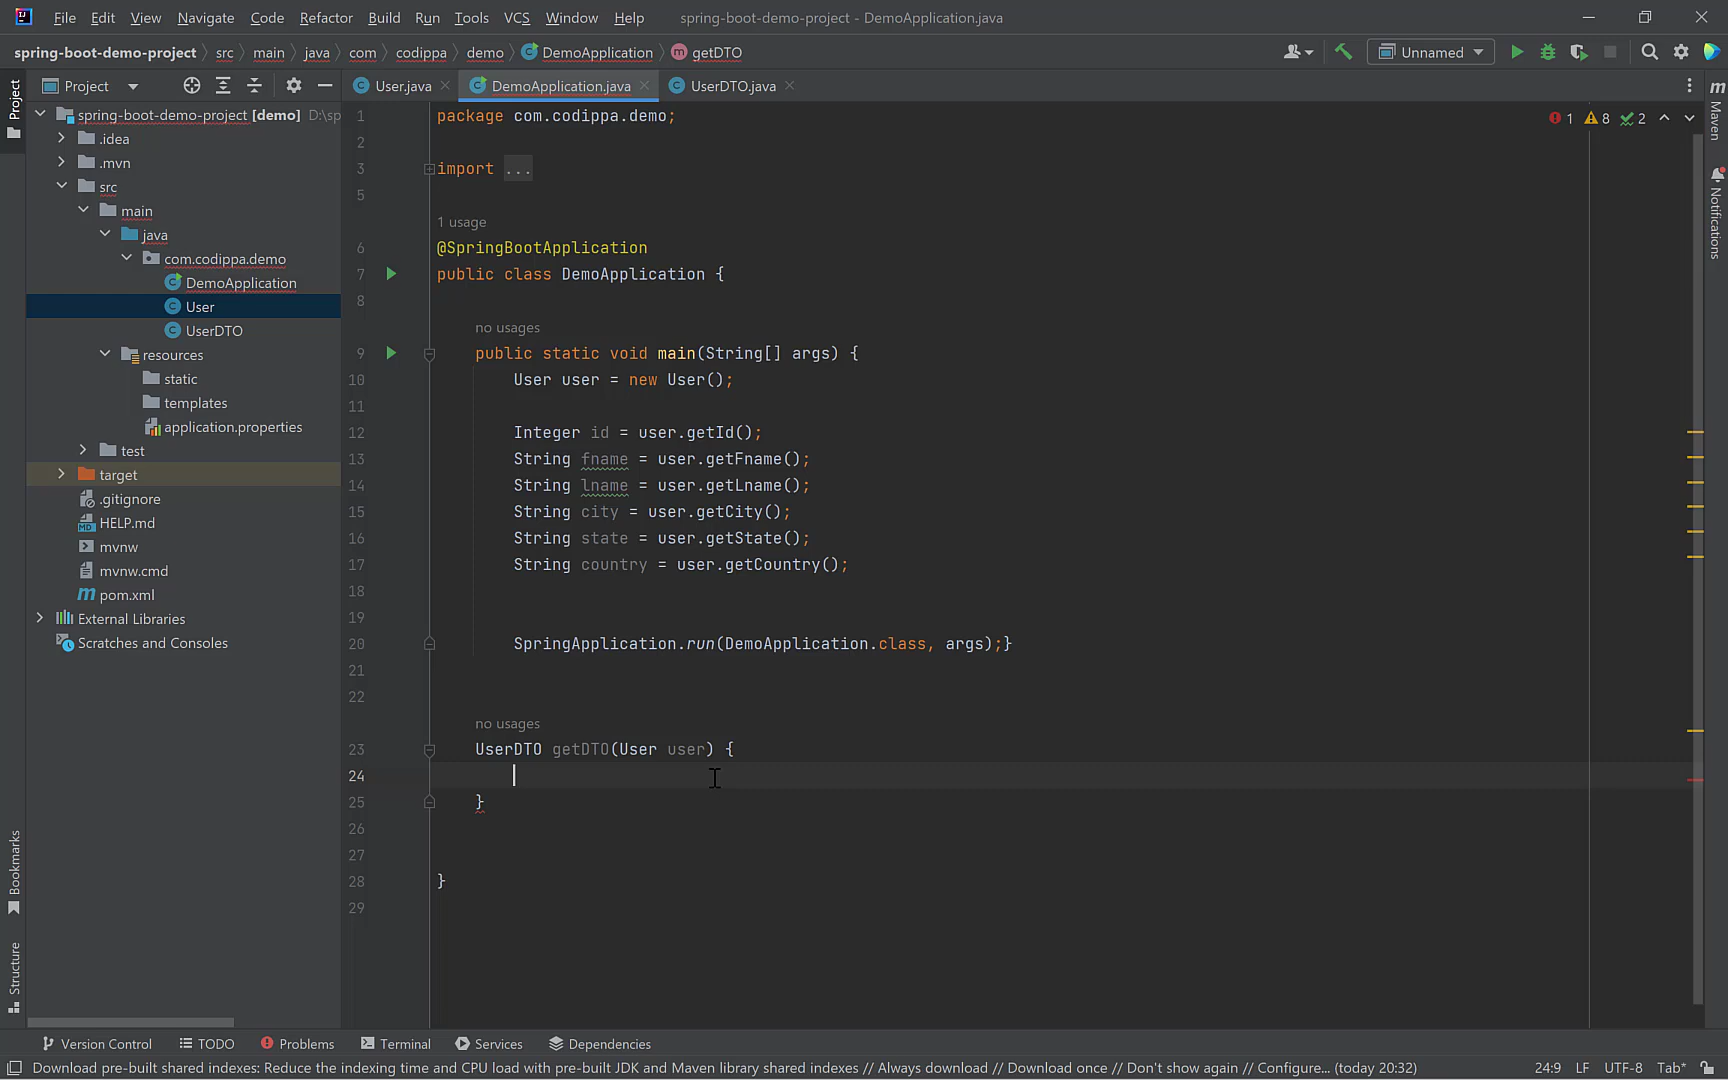 File Edit View Navigate Code Refactor Build Run Tools VCS Window Help spring-boot-demo-project - DemoApplication.java
spring-boot-demo-project src main java com codippa demo DemoApplication getDTO Unnamed
Project User.java DemoApplication.java UserDTO.java
Project
Maven
Notifications
Bookmarks
Structure
spring-boot-demo-project [demo] D:\sp
.idea
.mvn
src
main
java
com.codippa.demo
DemoApplication
User
UserDTO
resources
static
templates
application.properties
test
target
.gitignore
HELP.md
mvnw
mvnw.cmd
pom.xml
External Libraries
Scratches and Consoles
1 8 2
1 package com.codippa.demo;
2
3 import ...
5
1 usage
6 @SpringBootApplication
7 public class DemoApplication {
8
no usages
9 public static void main(String[] args) {
10 User user = new User();
11
12 Integer id = user.getId();
13 String fname = user.getFname();
14 String lname = user.getLname();
15 String city = user.getCity();
16 String state = user.getState();
17 String country = user.getCountry();
18
19
20 SpringApplication.run(DemoApplication.class, args);}
21
22
no usages
23 UserDTO getDTO(User user) {
24
25 }
26
27
28 }
29
Version Control TODO Problems Terminal Services Dependencies
Download pre-built shared indexes: Reduce the indexing time and CPU load with pre-built JDK and Maven library shared indexes // Always download // Download once // Don't show again // Configure... (today 20:32) 24:9 LF UTF-8 Tab*